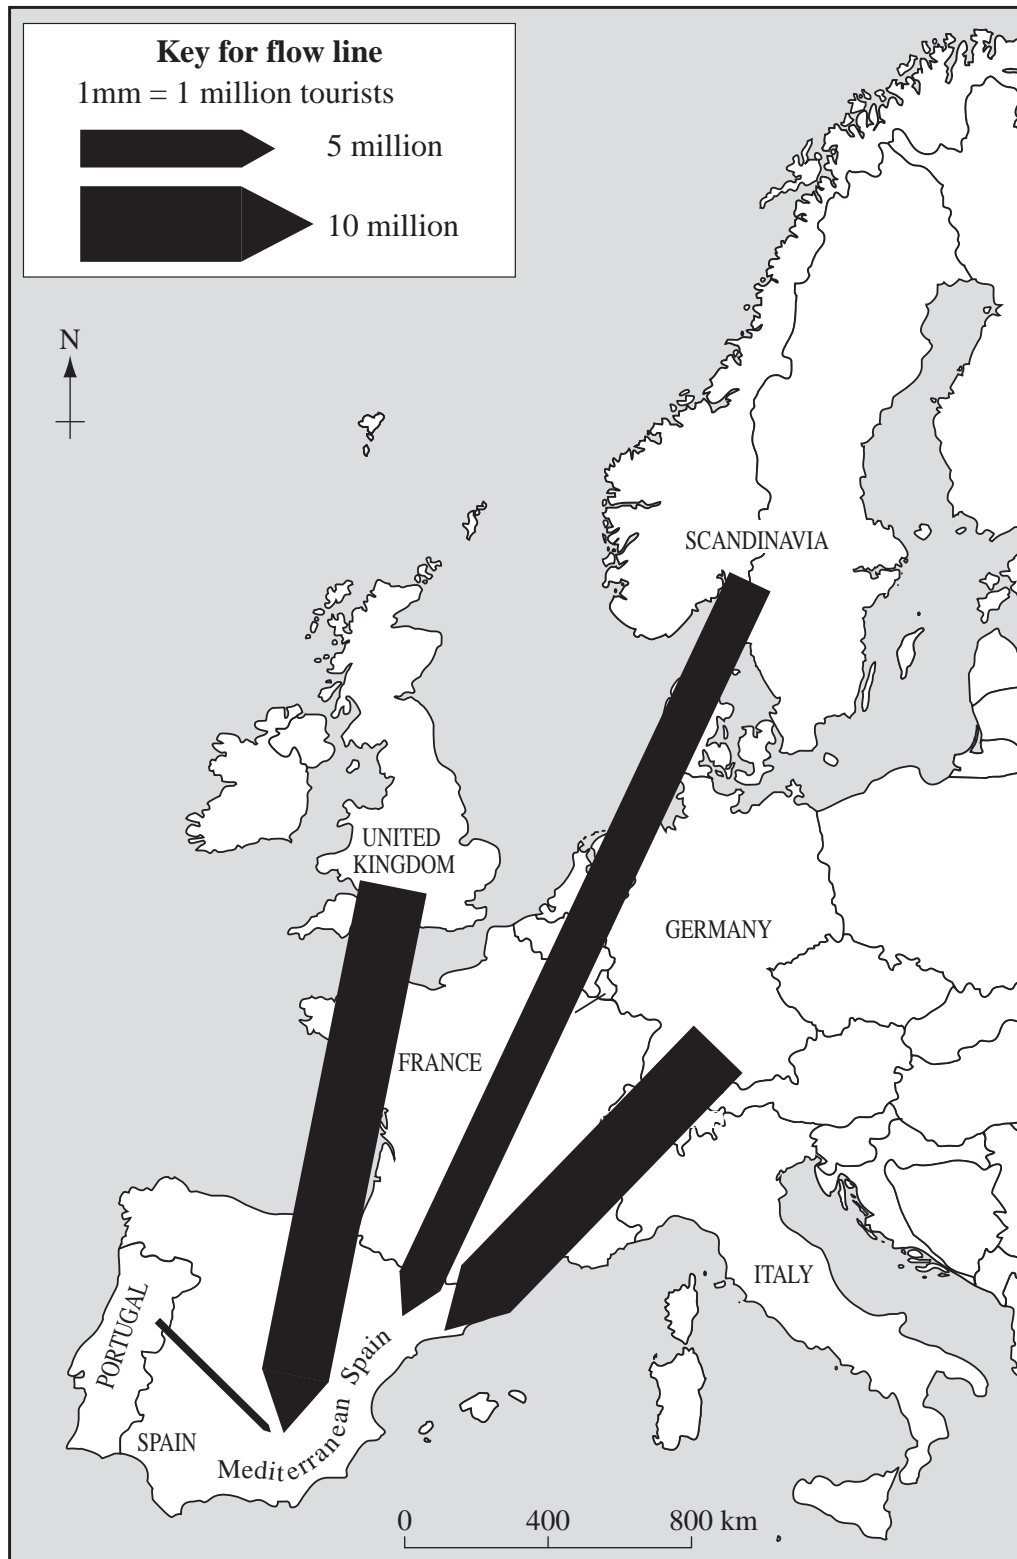 Key for flow line
1mm = 1 million tourists
5 million
10 million
N
SCANDINAVIA
UNITED
KINGDOM
GERMANY
FRANCE
ITALY
PORTUGAL
SPAIN
Mediterranean Spain
0 400 800 km